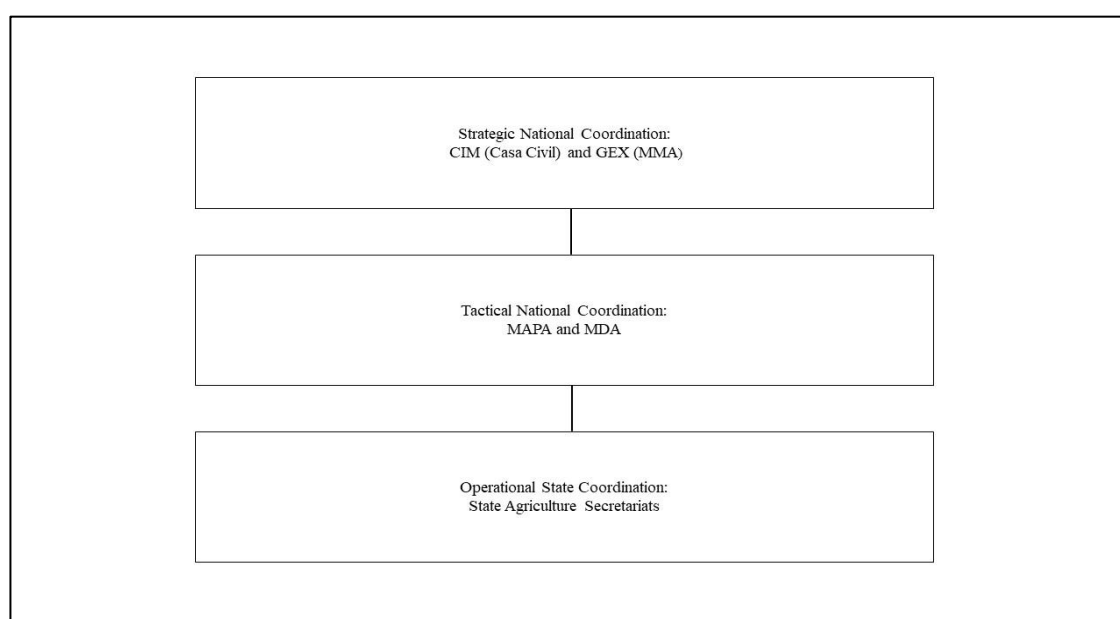 Strategic National Coordination:
CIM (Casa Civil) and GEX (MMA)
Tactical National Coordination:
MAPA and MDA
Operational State Coordination:
State Agriculture Secretariats